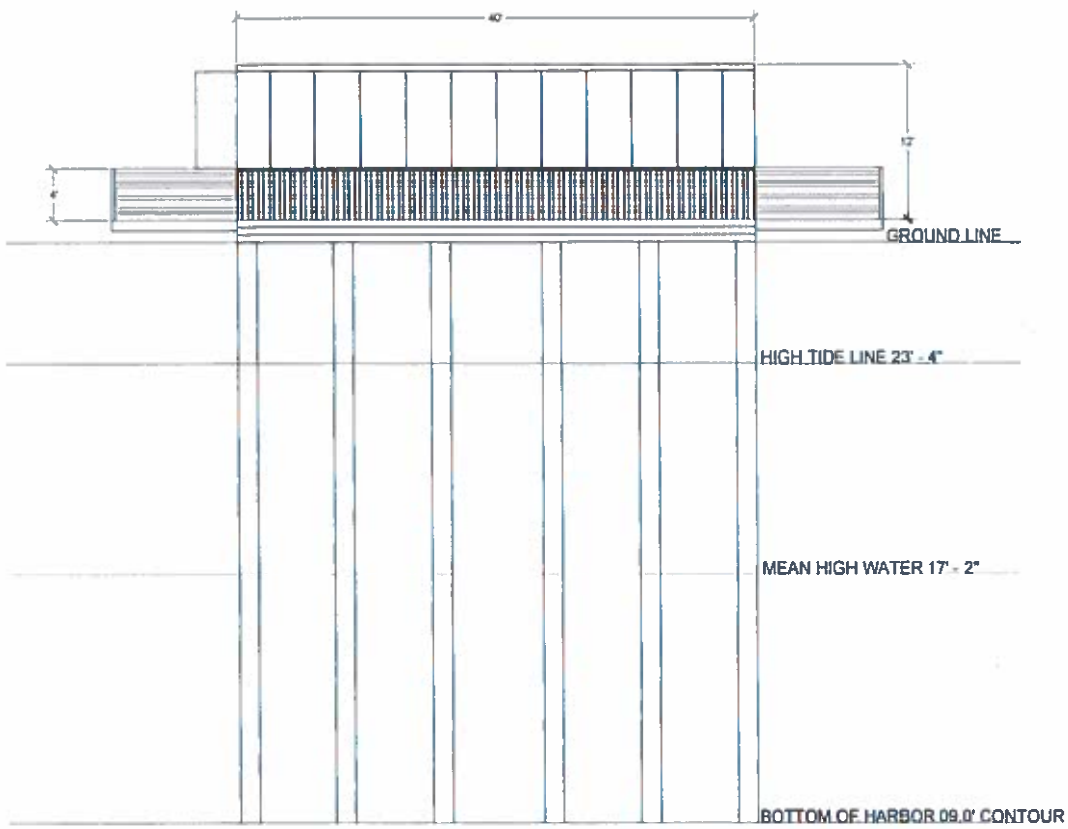 40'
12'
4'
GROUND LINE
HIGH TIDE LINE 23' - 4"
MEAN HIGH WATER 17' - 2"
BOTTOM OF HARBOR 09.0' CONTOUR